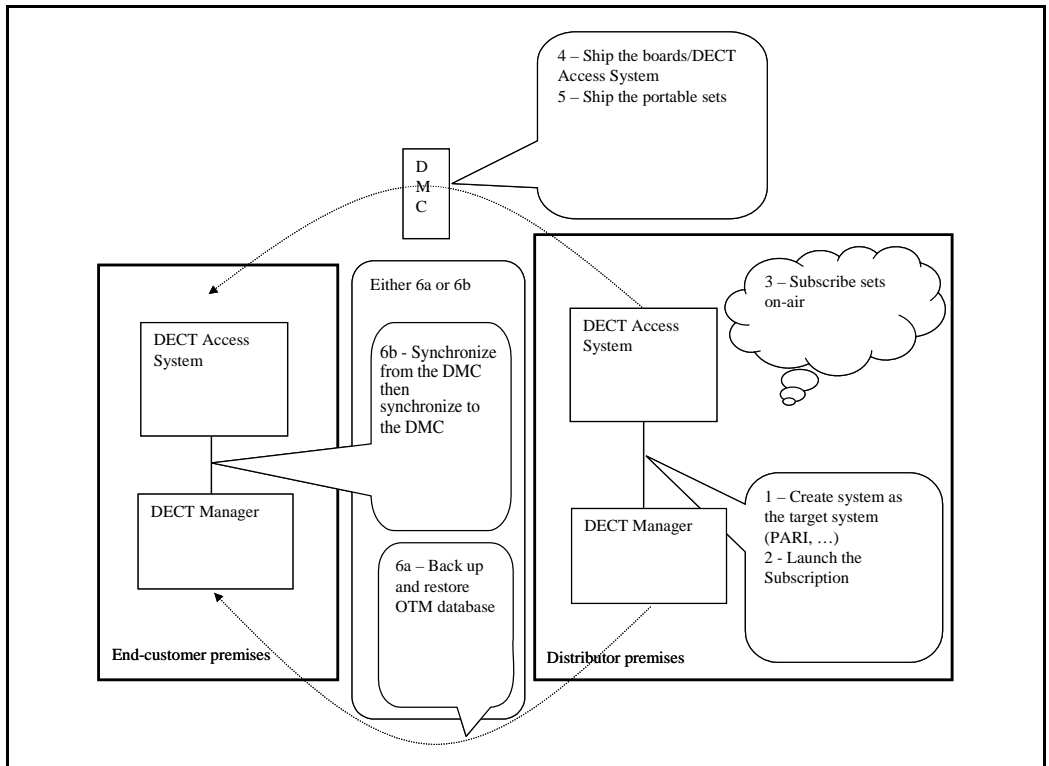 4 – Ship the boards/DECT
Access System
5 – Ship the portable sets
D
M
C
Either 6a or 6b
3 – Subscribe sets
on-air
DECT Access
System
DECT Access
System
6b - Synchronize
from the DMC
then
synchronize to
the DMC
DECT Manager
DECT Manager
1 – Create system as
the target system
(PARI, …)
2 - Launch the
Subscription
6a – Back up
and restore
OTM database
End-customer premises
Distributor premises